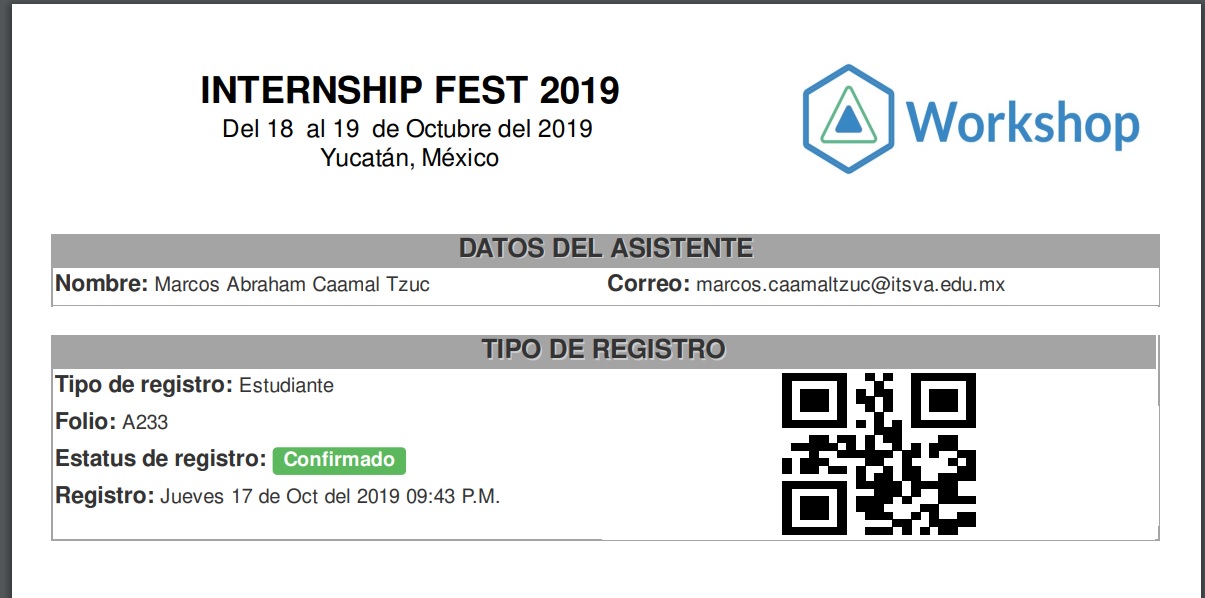 INTERNSHIP FEST 2019
Del 18 al 19 de Octubre del 2019
Yucatán, México
Workshop
DATOS DEL ASISTENTE
Nombre: Marcos Abraham Caamal Tzuc Correo: marcos.caamaltzuc@itsva.edu.mx
TIPO DE REGISTRO
Tipo de registro: Estudiante
Folio: A233
Estatus de registro: Confirmado
Registro: Jueves 17 de Oct del 2019 09:43 P.M.